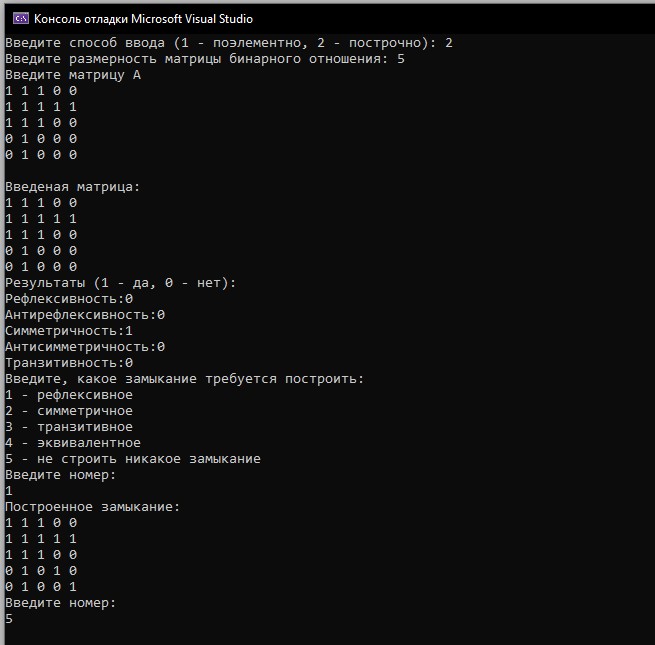 Консоль отладки Microsoft Visual Studio
Введите способ ввода (1 - поэлементно, 2 - построчно): 2
Введите размерность матрицы бинарного отношения: 5
Введите матрицу A
1 1 1 0 0
1 1 1 1 1
1 1 1 0 0
0 1 0 0 0
0 1 0 0 0
Введеная матрица:
1 1 1 0 0
1 1 1 1 1
1 1 1 0 0
0 1 0 0 0
0 1 0 0 0
Результаты (1 - да, 0 - нет):
Рефлексивность:0
Антирефлексивность:0
Симметричность:1
Антисимметричность:0
Транзитивность:0
Введите, какое замыкание требуется построить:
1 - рефлексивное
2 - симметричное
3 - транзитивное
4 - эквивалентное
5 - не строить никакое замыкание
Введите номер:
1
Построенное замыкание:
1 1 1 0 0
1 1 1 1 1
1 1 1 0 0
0 1 0 1 0
0 1 0 0 1
Введите номер:
5